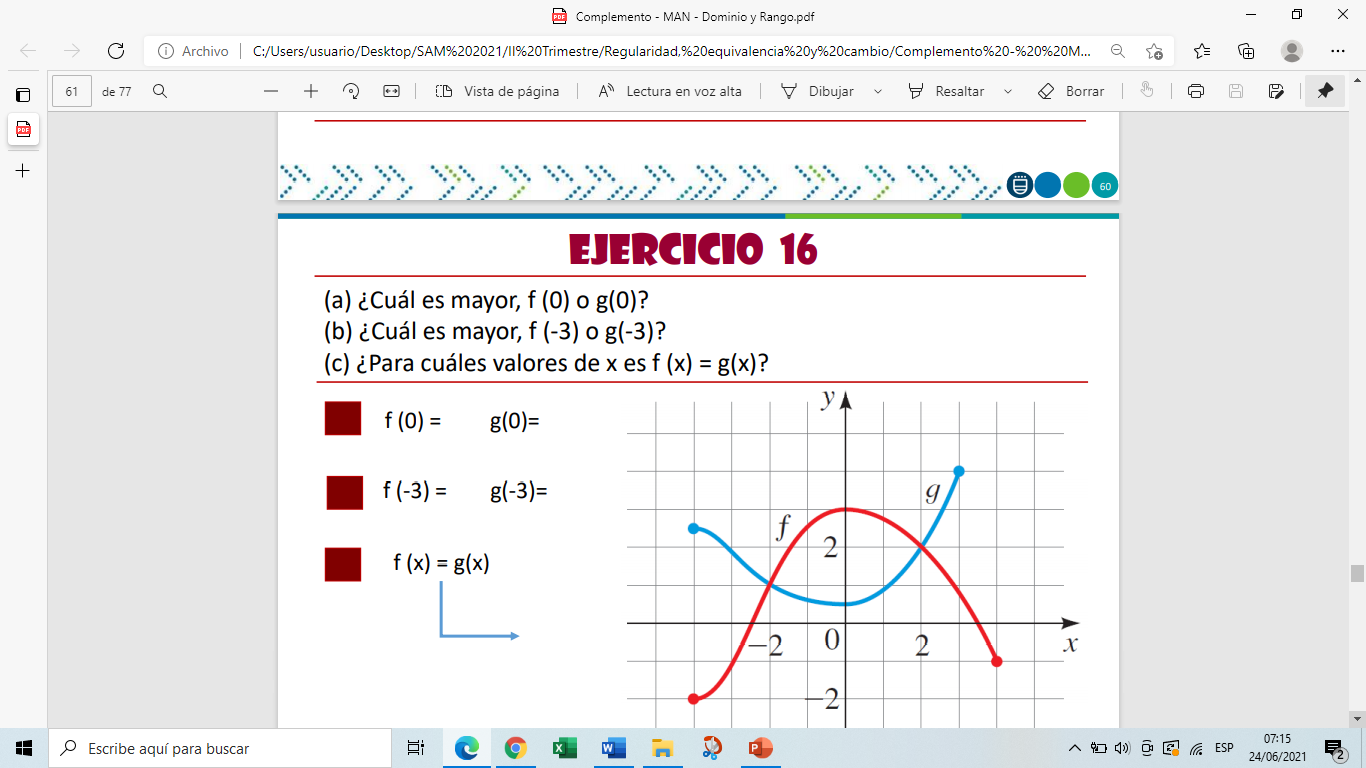 Complemento - MAN - Dominio y Rango.pdf
Archivo
C:/Users/usuario/Desktop/SAM%202021/II%20Trimestre/Regularidad,%20equivalencia%20y%20cambio/Complemento%20-%20%20M...
61 de 77
Vista de página
Lectura en voz alta
Dibujar
Resaltar
Borrar
PDF
60
EJERCICIO 16
(a) ¿Cuál es mayor, f (0) o g(0)?
(b) ¿Cuál es mayor, f (-3) o g(-3)?
(c) ¿Para cuáles valores de x es f (x) = g(x)?
f (0) = g(0)=
f (-3) = g(-3)=
f (x) = g(x)
y
g
f
2
−2 0 2 x
−2
Escribe aquí para buscar
ESP
07:15
24/06/2021
2